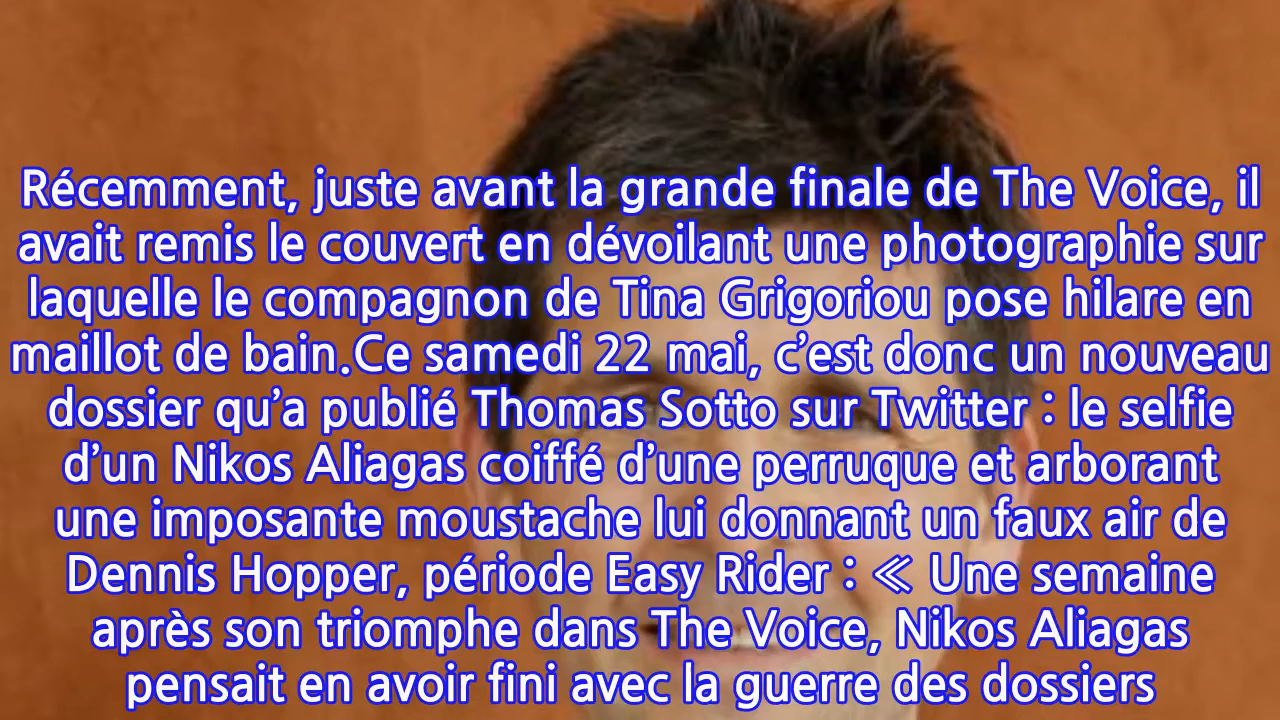 Récemment, juste avant la grande finale de The Voice, il
avait remis le couvert en dévoilant une photographie sur
laquelle le compagnon de Tina Grigoriou pose hilare en
maillot de bain.Ce samedi 22 mai, c’est donc un nouveau
dossier qu’a publié Thomas Sotto sur Twitter : le selfie
d’un Nikos Aliagas coiffé d’une perruque et arborant
une imposante moustache lui donnant un faux air de
Dennis Hopper, période Easy Rider : ≪ Une semaine
après son triomphe dans The Voice, Nikos Aliagas
pensait en avoir fini avec la guerre des dossiers